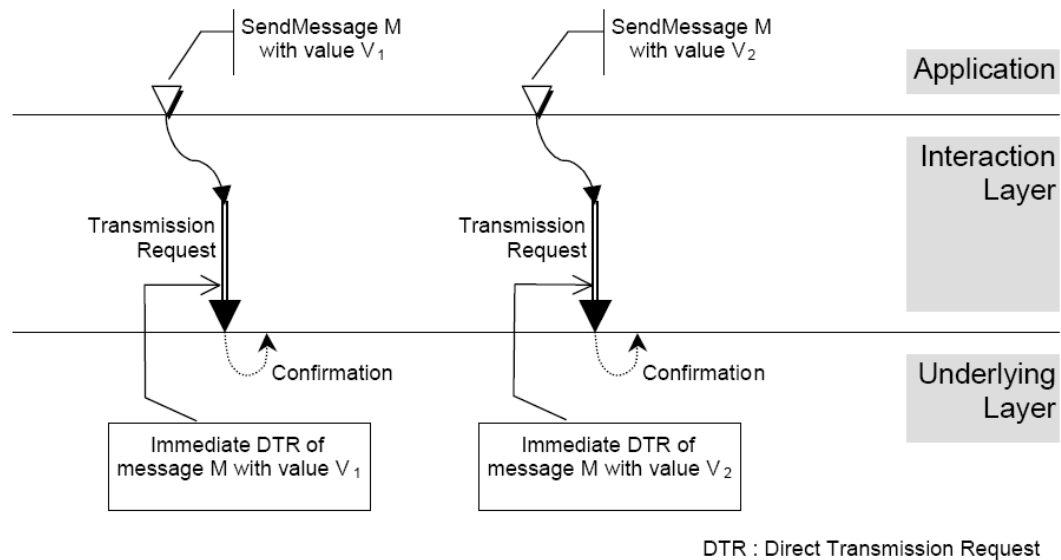 SendMessage M
with value V1
SendMessage M
with value V2
Application
Interaction
Layer
Transmission
Request
Transmission
Request
Confirmation
Confirmation
Underlying
Layer
Immediate DTR of
message M with value V1
Immediate DTR of
message M with value V2
DTR : Direct Transmission Request